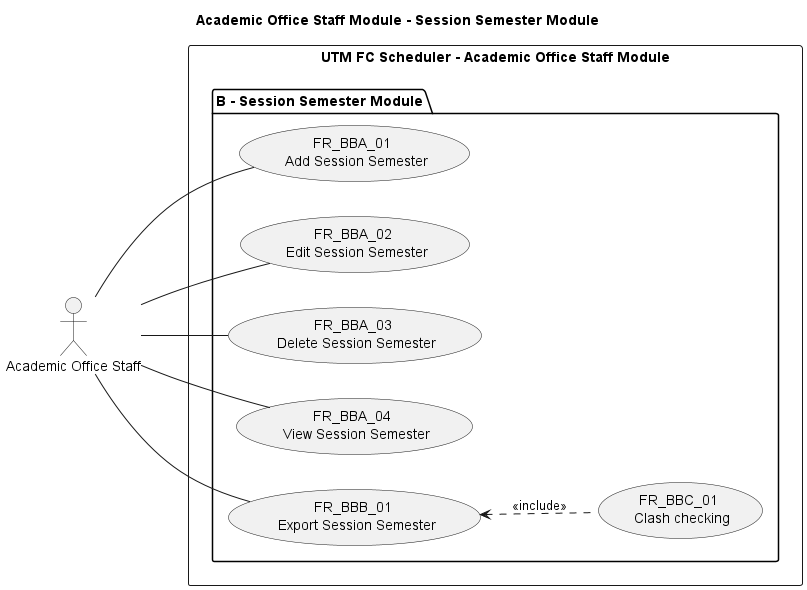 Academic Office Staff Module - Session Semester Module
UTM FC Scheduler - Academic Office Staff Module
B - Session Semester Module
FR_BBA_01
Add Session Semester
FR_BBA_02
Edit Session Semester
FR_BBA_03
Delete Session Semester
Academic Office Staff
FR_BBA_04
View Session Semester
FR_BBB_01
Export Session Semester
«include»
FR_BBC_01
Clash checking